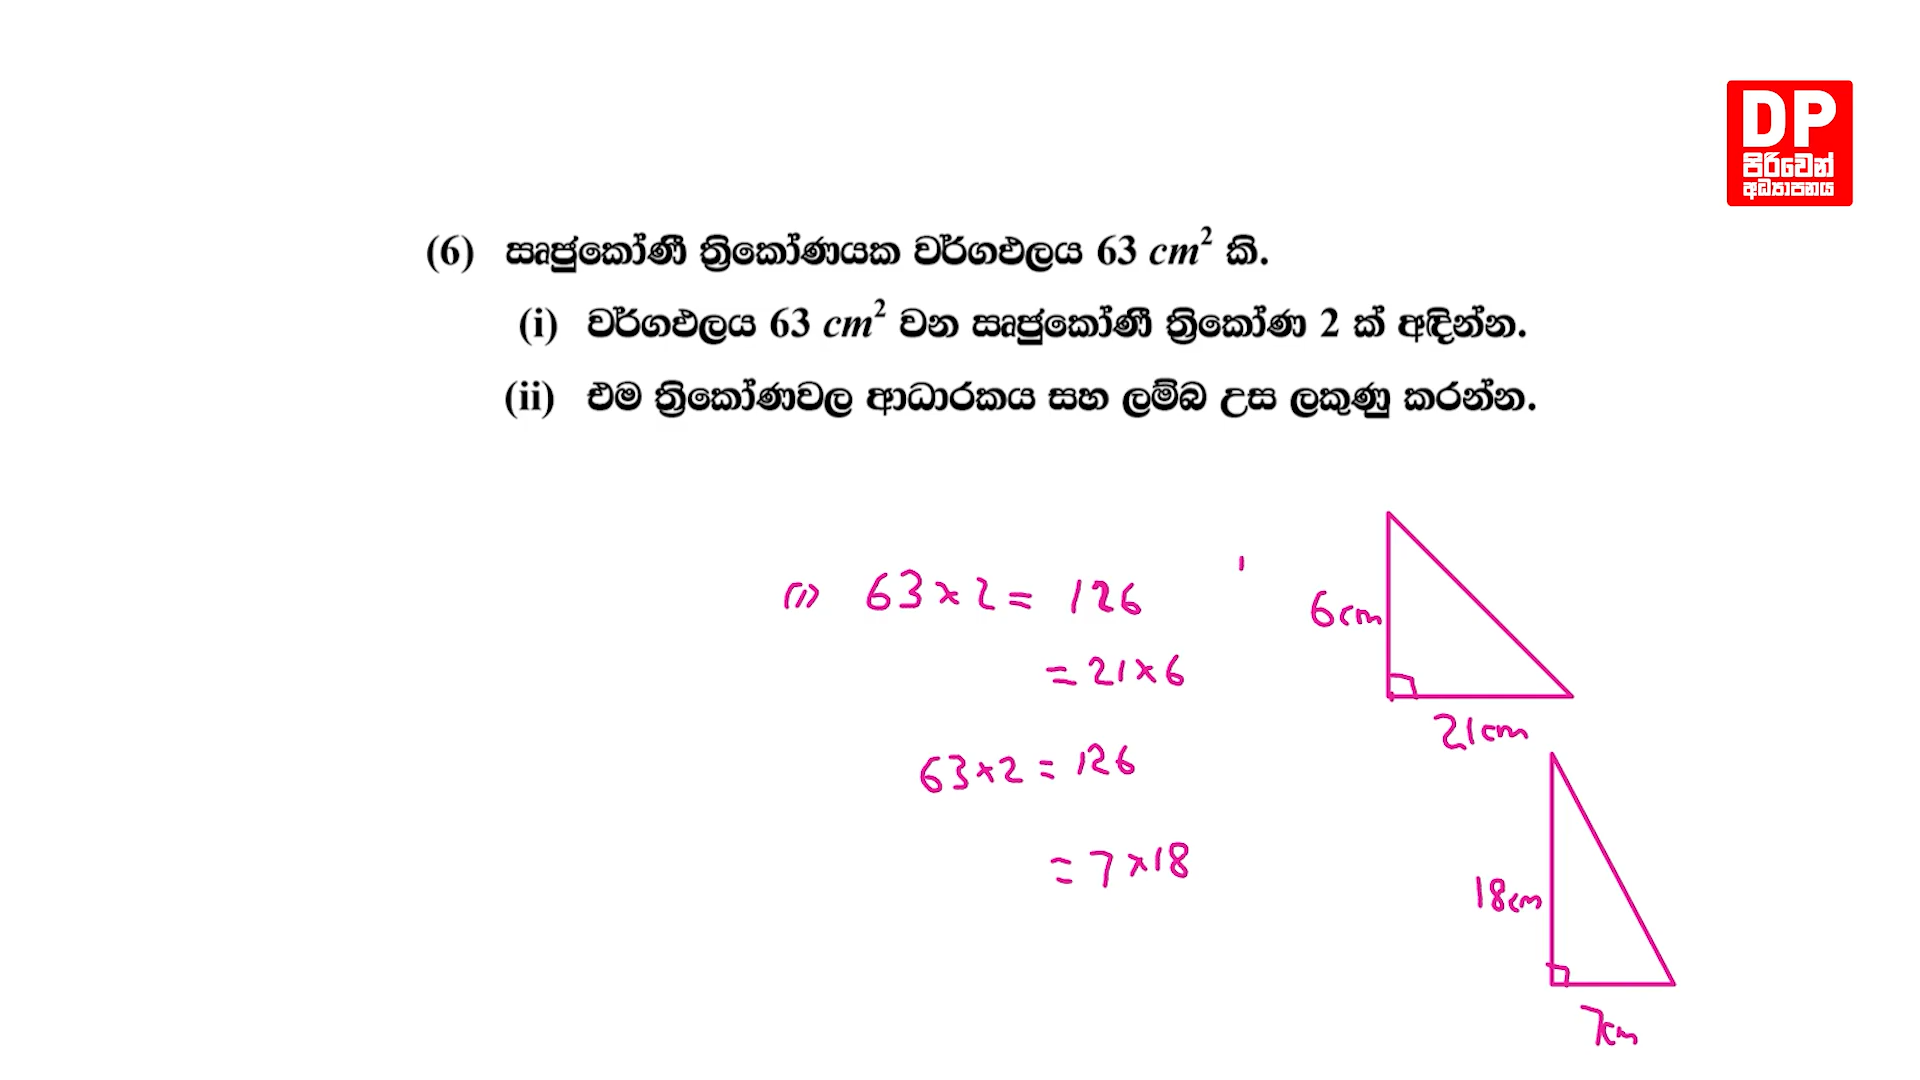 DP
පිරිවෙන්
අධ්‍යාපනය
(6) ඍජුකෝණී ත්‍රිකෝණයක වර්ගඵලය 63 cm² කි.
(i) වර්ගඵලය 63 cm² වන ඍජුකෝණී ත්‍රිකෝණ 2 ක් අඳින්න.
(ii) එම ත්‍රිකෝණවල ආධාරකය සහ ලම්බ උස ලකුණු කරන්න.
(i) 63 × 2 = 126
= 21 × 6
63 × 2 = 126
= 7 × 18
6cm
21cm
18cm
7cm